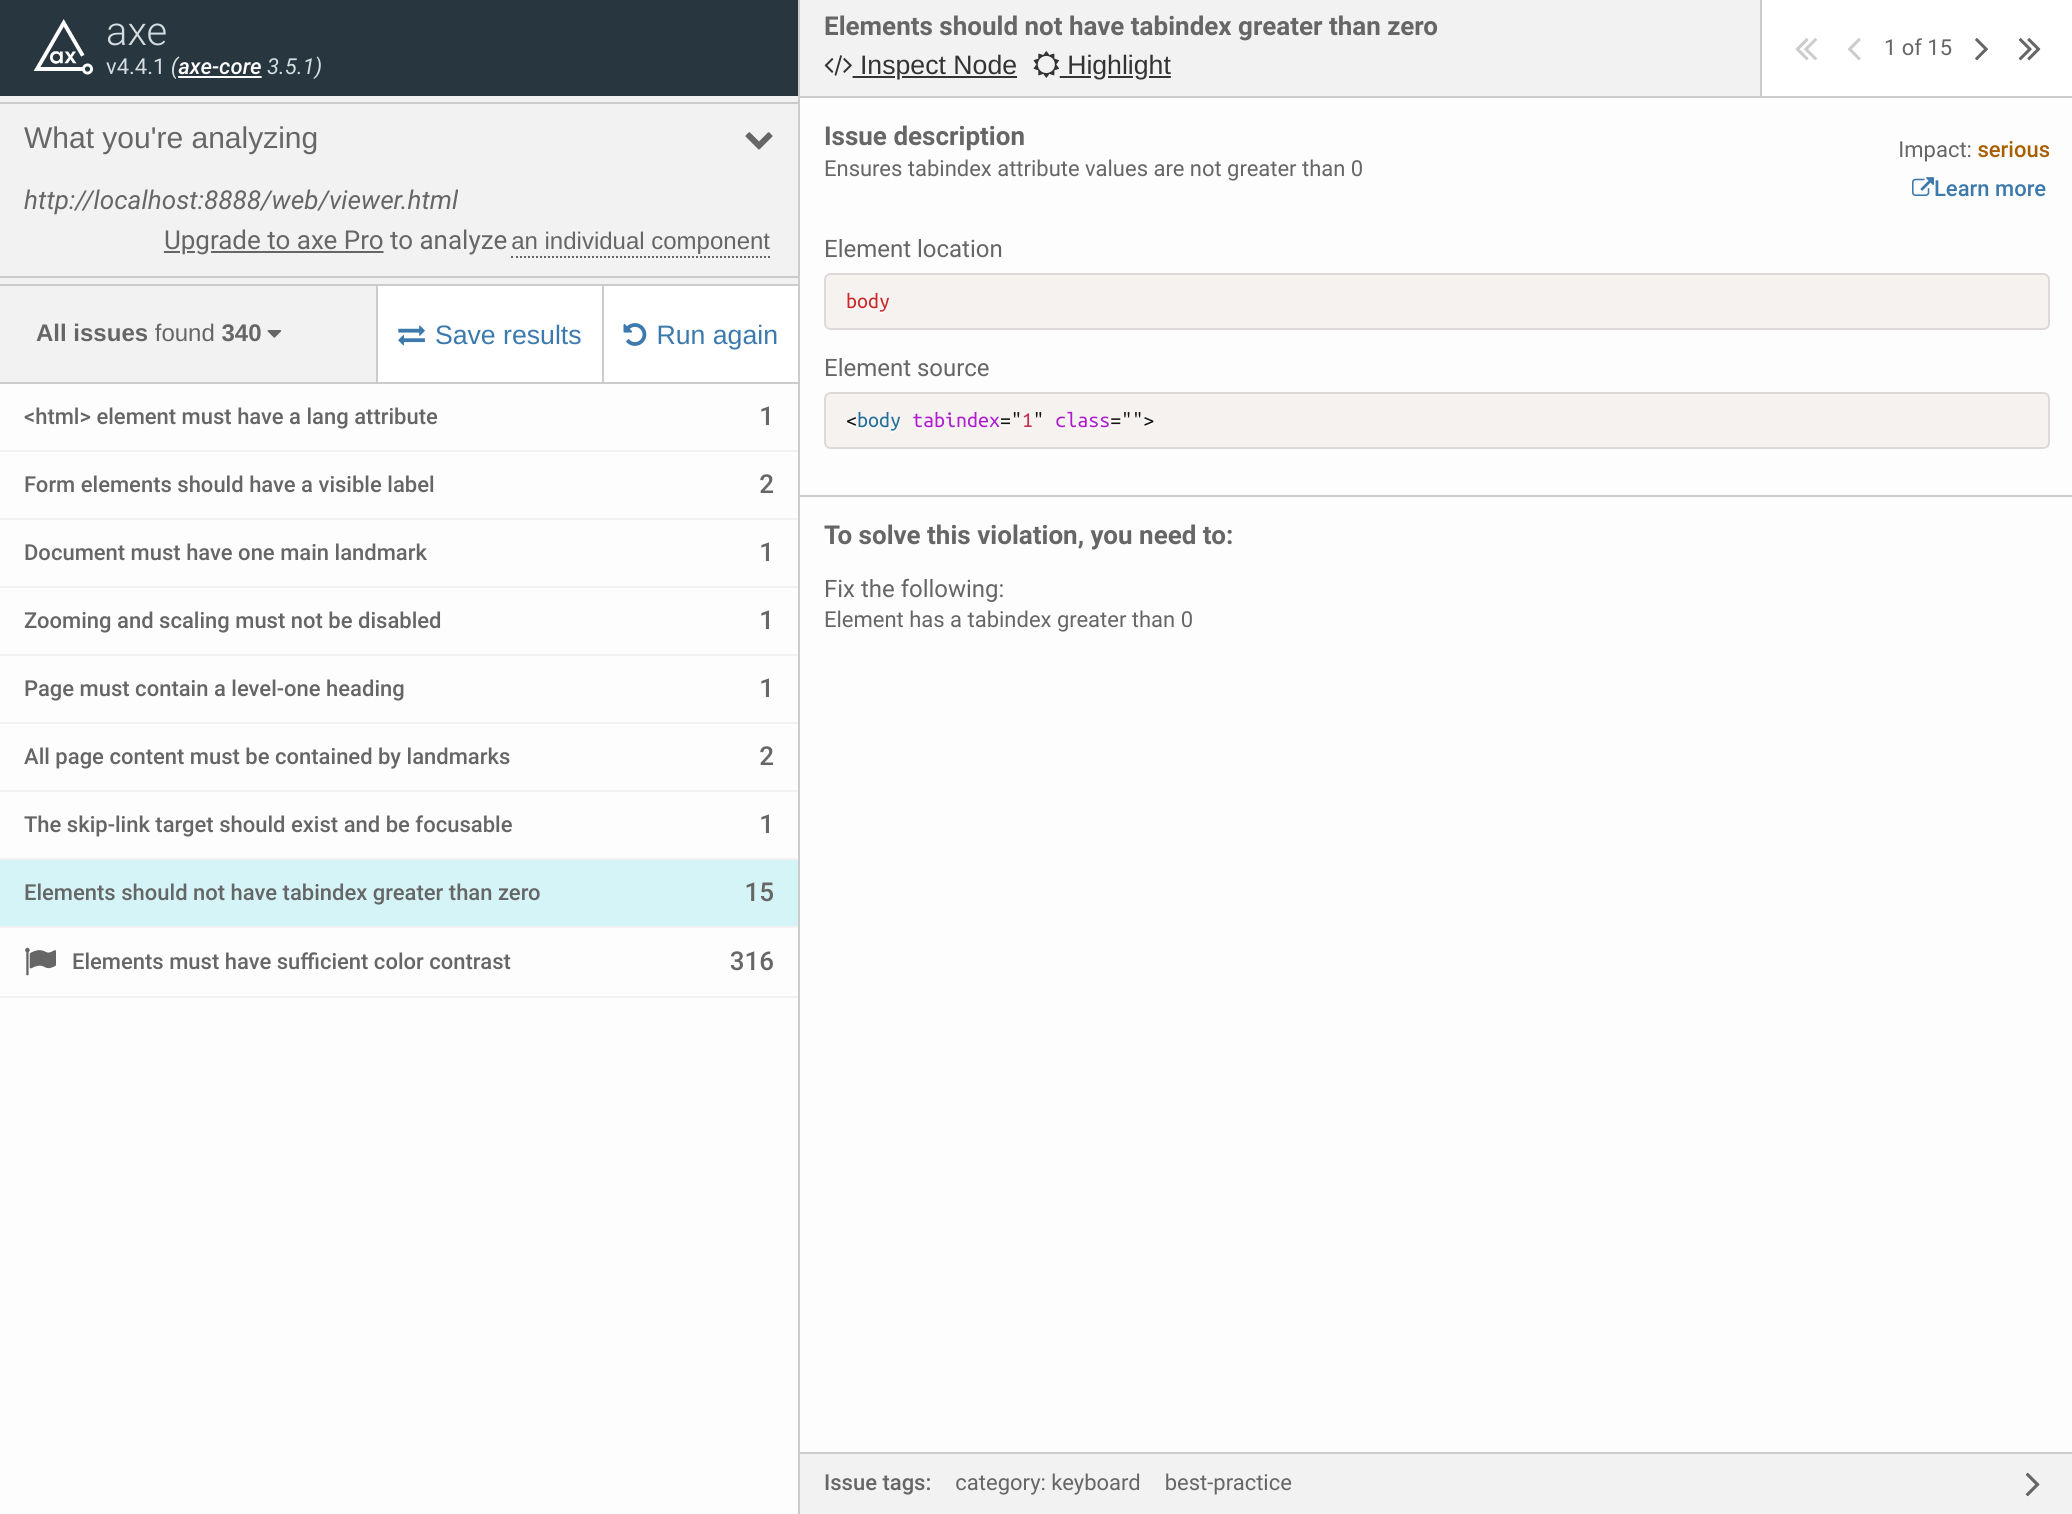 axe
v4.4.1 (axe-core 3.5.1)
What you're analyzing
http://localhost:8888/web/viewer.html
Upgrade to axe Pro to analyze an individual component
All issues found 340
Save results
Run again
<html> element must have a lang attribute 1
Form elements should have a visible label 2
Document must have one main landmark 1
Zooming and scaling must not be disabled 1
Page must contain a level-one heading 1
All page content must be contained by landmarks 2
The skip-link target should exist and be focusable 1
Elements should not have tabindex greater than zero 15
Elements must have sufficient color contrast 316
Elements should not have tabindex greater than zero
</> Inspect Node Highlight
1 of 15
Issue description
Ensures tabindex attribute values are not greater than 0
Impact: serious
Learn more
Element location
body
Element source
<body tabindex="1" class="">
To solve this violation, you need to:
Fix the following:
Element has a tabindex greater than 0
Issue tags: category: keyboard best-practice